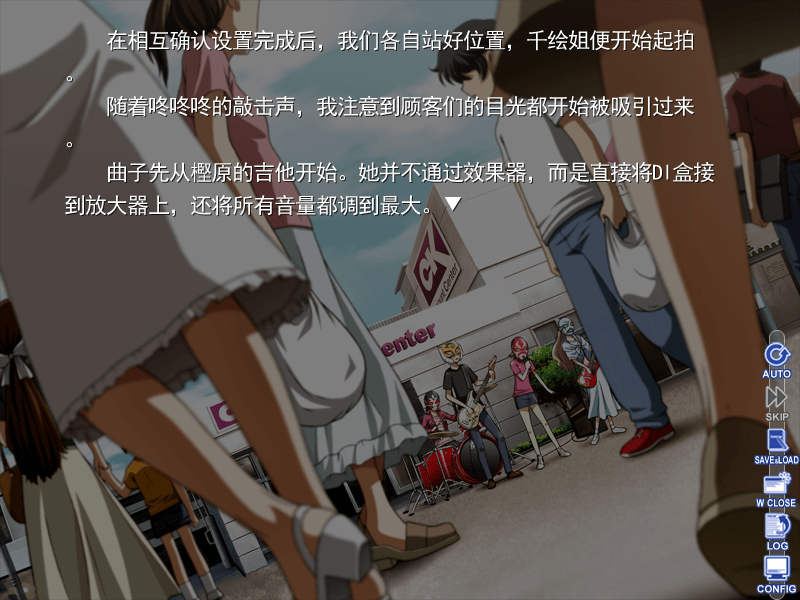 在相互确认设置完成后，我们各自站好位置，千绘姐便开始起拍
。
随着咚咚咚的敲击声，我注意到顾客们的目光都开始被吸引过来
。
曲子先从樫原的吉他开始。她并不通过效果器，而是直接将DI盒接
到放大器上，还将所有音量都调到最大。▼
CK
Center
enter
AUTO
SKIP
SAVE&LOAD
W CLOSE
LOG
CONFIG